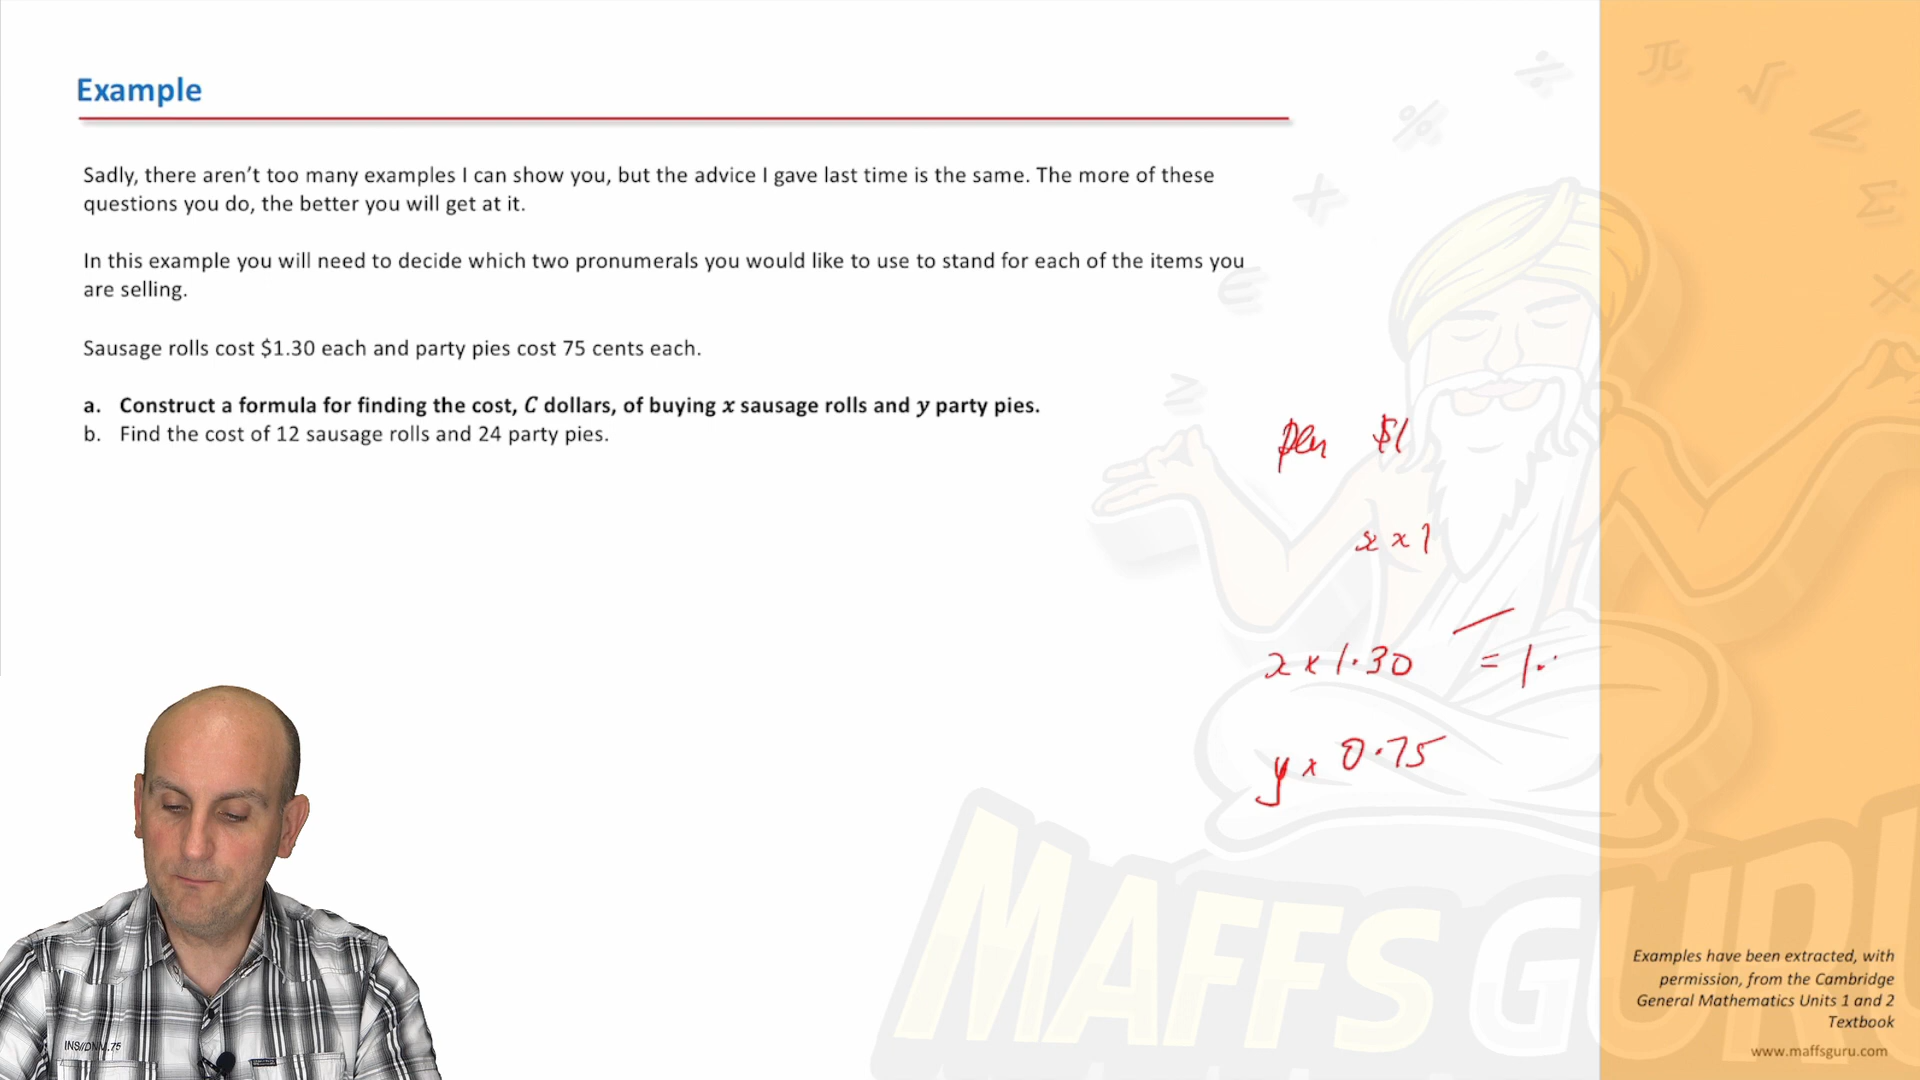 Example
Sadly, there aren’t too many examples I can show you, but the advice I gave last time is the same. The more of these
questions you do, the better you will get at it.
In this example you will need to decide which two pronumerals you would like to use to stand for each of the items you
are selling.
Sausage rolls cost $1.30 each and party pies cost 75 cents each.
a. Construct a formula for finding the cost, C dollars, of buying x sausage rolls and y party pies.
b. Find the cost of 12 sausage rolls and 24 party pies.
pen $1
x × 1
x × 1.30 = 1.
y × 0.75
MAFFS GURU
Examples have been extracted, with
permission, from the Cambridge
General Mathematics Units 1 and 2
Textbook
www.maffsguru.com